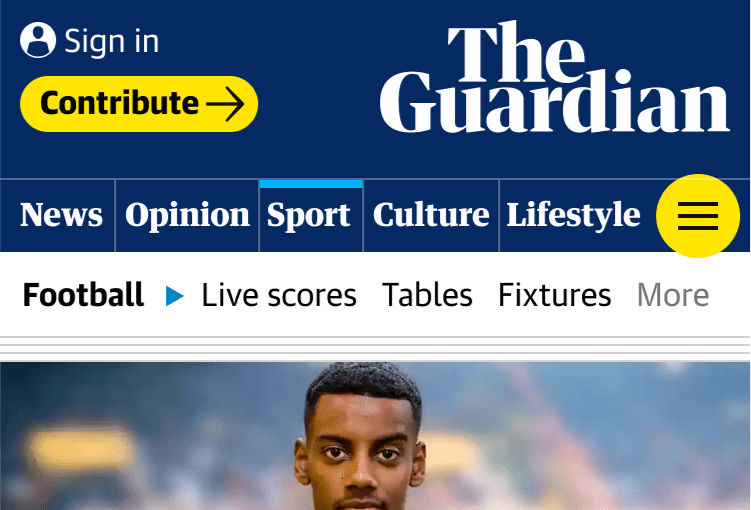 Sign in
Contribute
The
Guardian
News Opinion Sport Culture Lifestyle
Football Live scores Tables Fixtures More